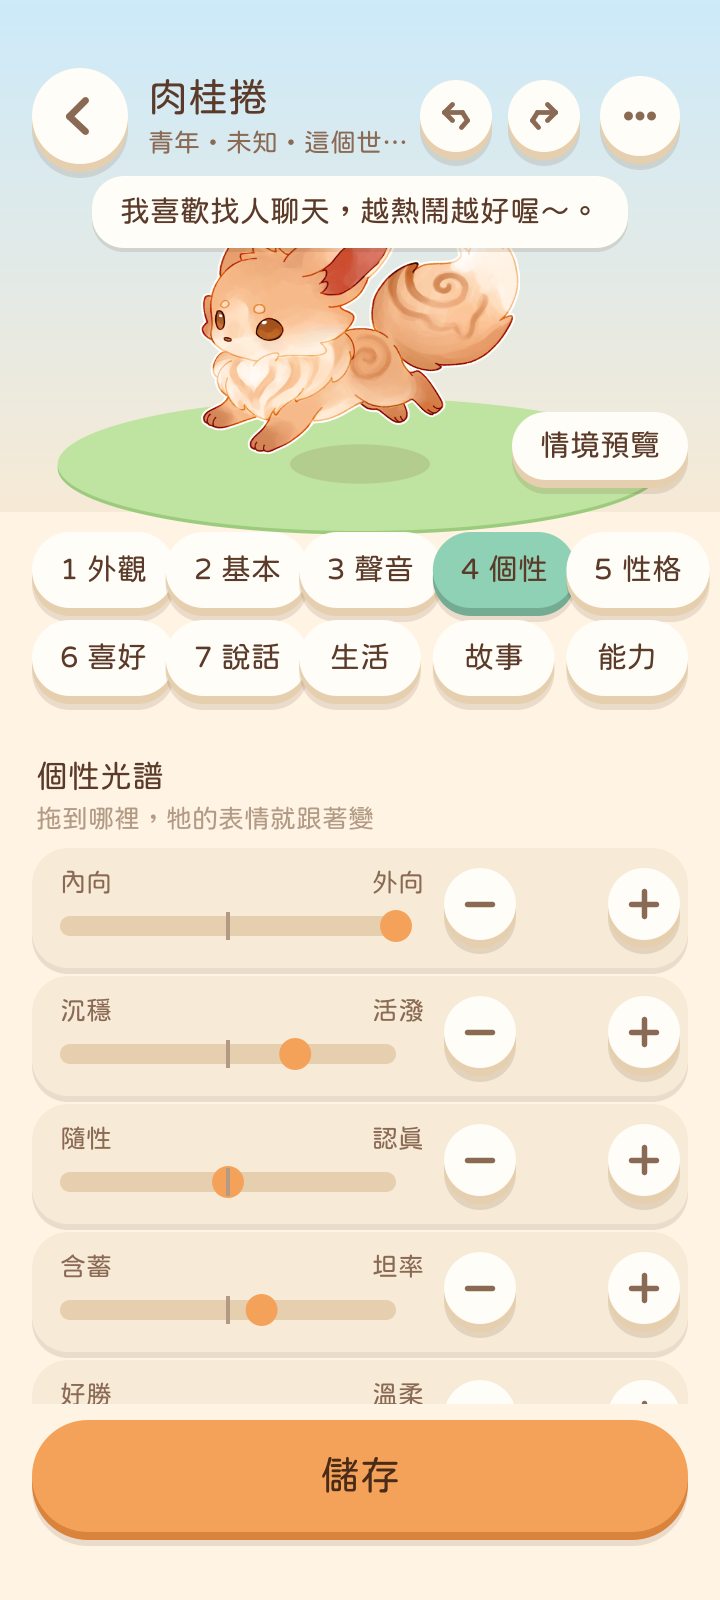 肉桂捲
青年・未知・這個世…
我喜歡找人聊天，越熱鬧越好喔～。
情境預覽
1 外觀
2 基本
3 聲音
4 個性
5 性格
6 喜好
7 說話
生活
故事
能力
個性光譜
拖到哪裡，牠的表情就跟著變
內向 外向
沉穩 活潑
隨性 認真
含蓄 坦率
好勝 溫柔
儲存